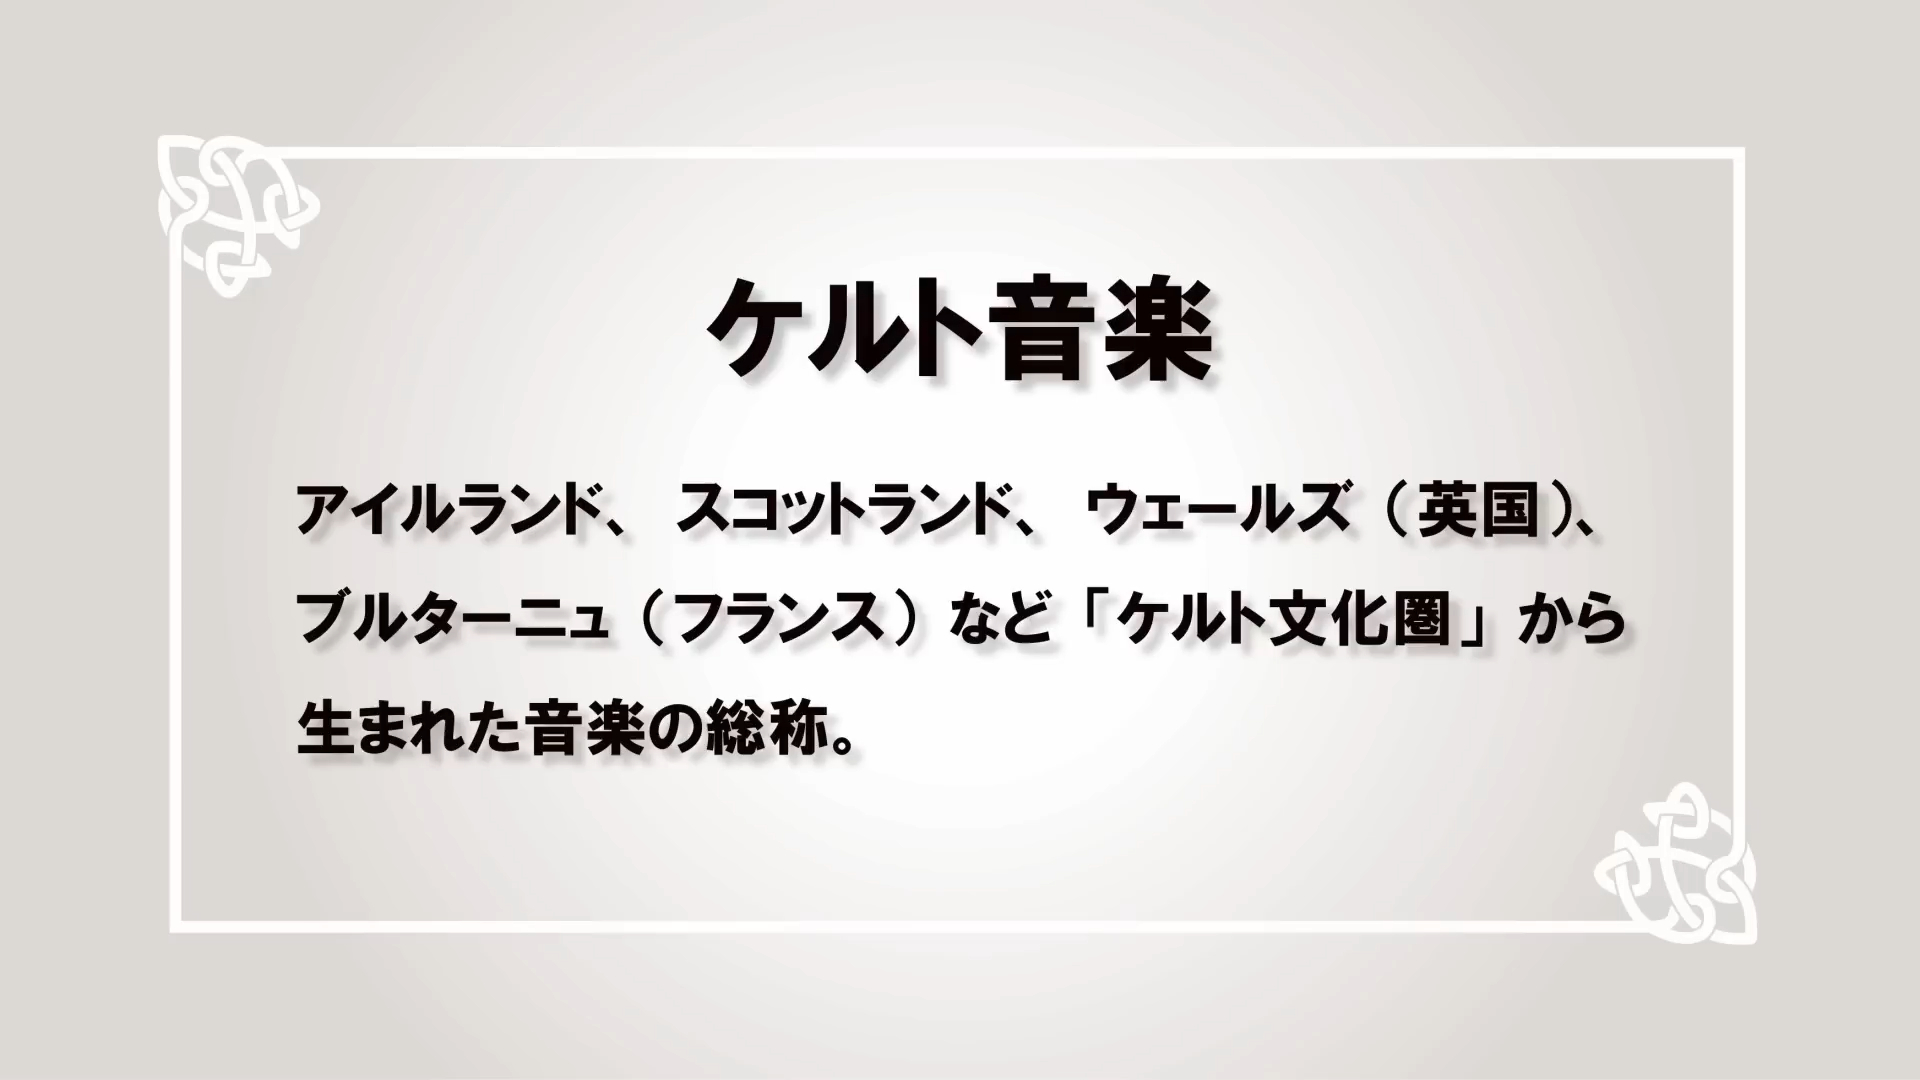 ケルト音楽
アイルランド、スコットランド、ウェールズ（英国）、
ブルターニュ（フランス）など「ケルト文化圏」から
生まれた音楽の総称。